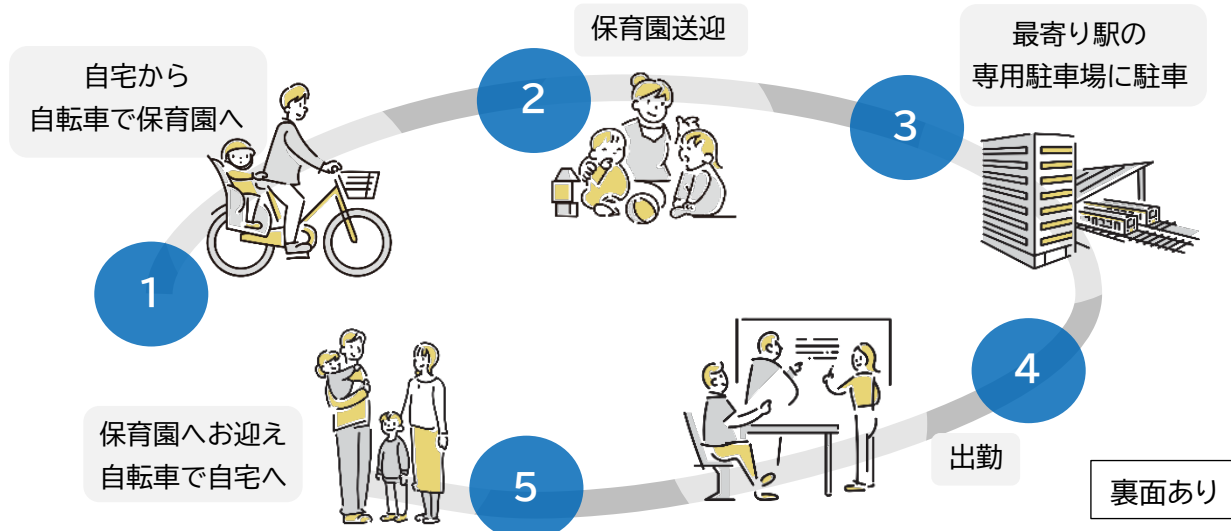 1
自宅から
自転車で保育園へ
2
保育園送迎
3
最寄り駅の
専用駐車場に駐車
4
出勤
5
保育園へお迎え
自転車で自宅へ
裏面あり